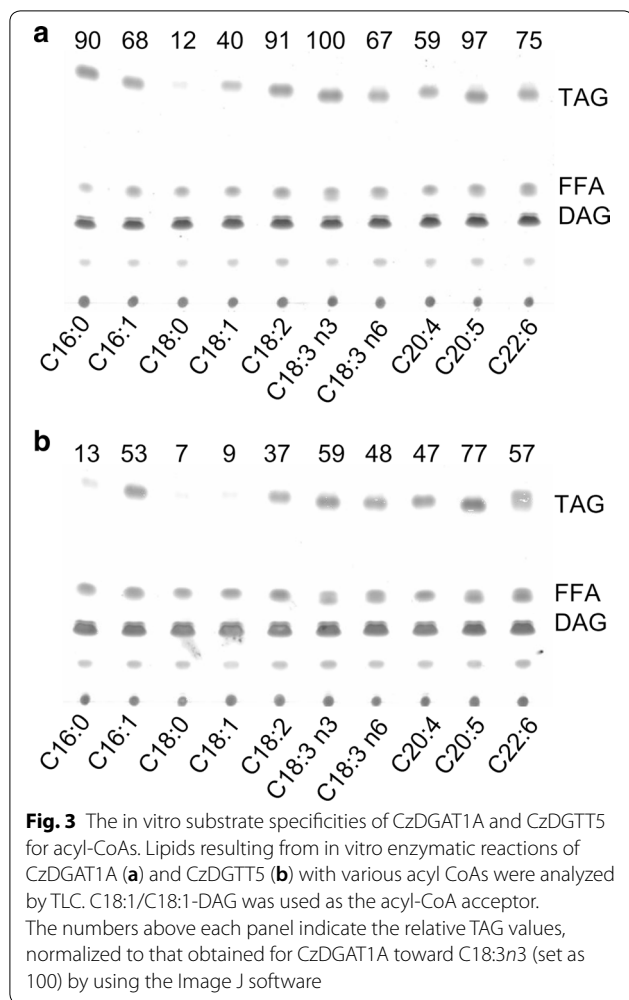 a
90 68 12 40 91 100 67 59 97 75
TAG
FFA
DAG
C16:0 C16:1 C18:0 C18:1 C18:2 C18:3 n3 C18:3 n6 C20:4 C20:5 C22:6
b
13 53 7 9 37 59 48 47 77 57
TAG
FFA
DAG
C16:0 C16:1 C18:0 C18:1 C18:2 C18:3 n3 C18:3 n6 C20:4 C20:5 C22:6
Fig. 3 The in vitro substrate specificities of CzDGAT1A and CzDGTT5
for acyl-CoAs. Lipids resulting from in vitro enzymatic reactions of
CzDGAT1A (a) and CzDGTT5 (b) with various acyl CoAs were analyzed
by TLC. C18:1/C18:1-DAG was used as the acyl-CoA acceptor.
The numbers above each panel indicate the relative TAG values,
normalized to that obtained for CzDGAT1A toward C18:3n3 (set as
100) by using the Image J software